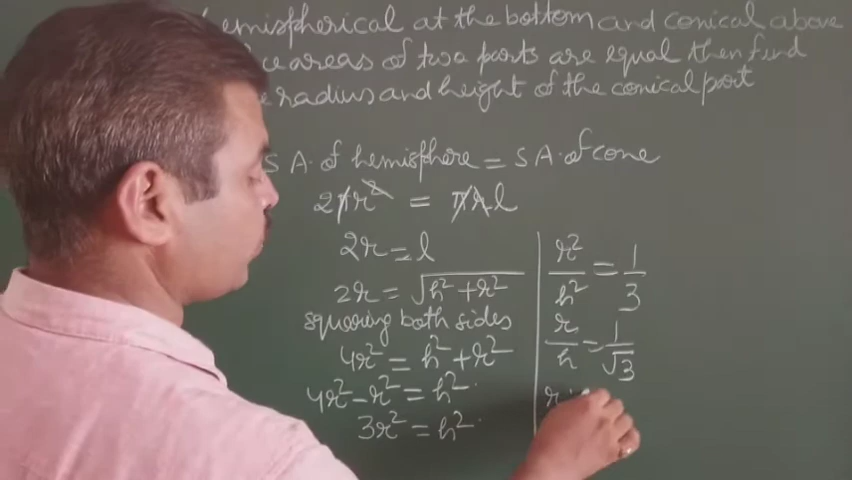 hemispherical at the bottom and conical above
areas of two parts are equal then find
radius and height of the conical part
S A. of hemisphere = S A. of cone
2πr² = πrl
2r = l
2r = √h² + r²
squaring both sides
4r² = h² + r²
4r² - r² = h²
3r² = h²
r²/h² = 1/3
r/h = 1/√3
r :